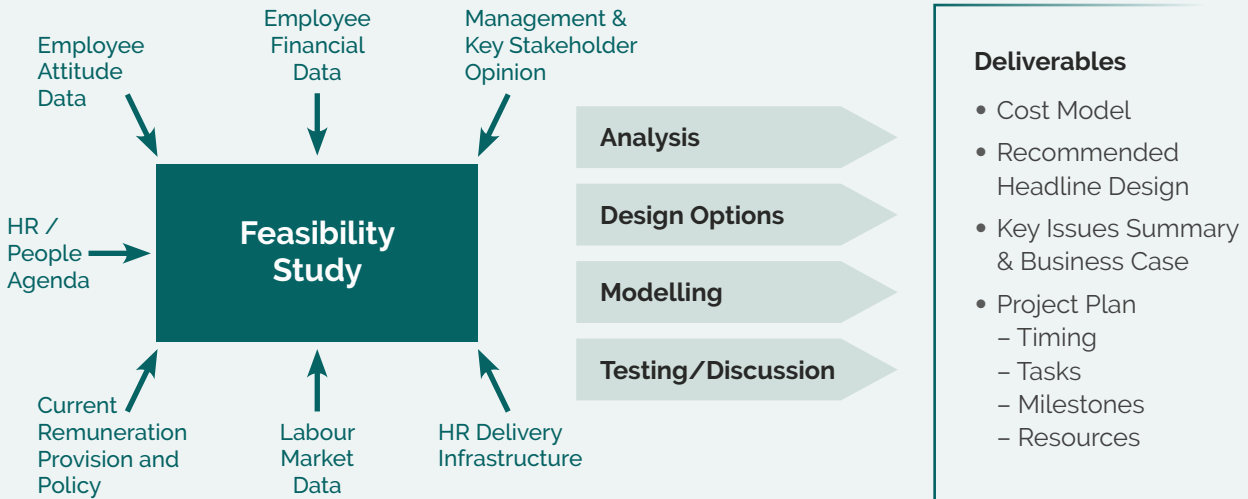 Employee
Attitude
Data
Employee
Financial
Data
Management &
Key Stakeholder
Opinion
HR /
People
Agenda
Feasibility
Study
Current
Remuneration
Provision and
Policy
Labour
Market
Data
HR Delivery
Infrastructure
Analysis
Design Options
Modelling
Testing/Discussion
Deliverables
• Cost Model
• Recommended
Headline Design
• Key Issues Summary
& Business Case
• Project Plan
– Timing
– Tasks
– Milestones
– Resources